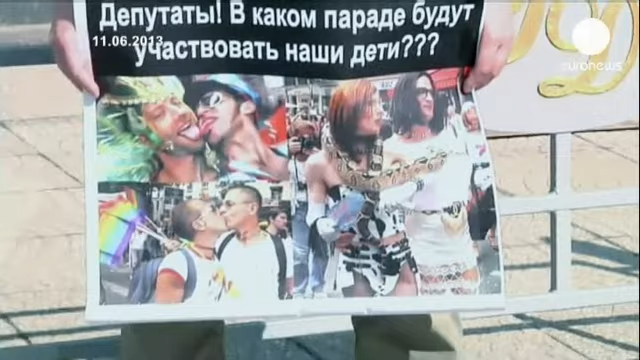 Депутаты! В каком параде будут
11.06.2013
участвовать наши дети???
euronews